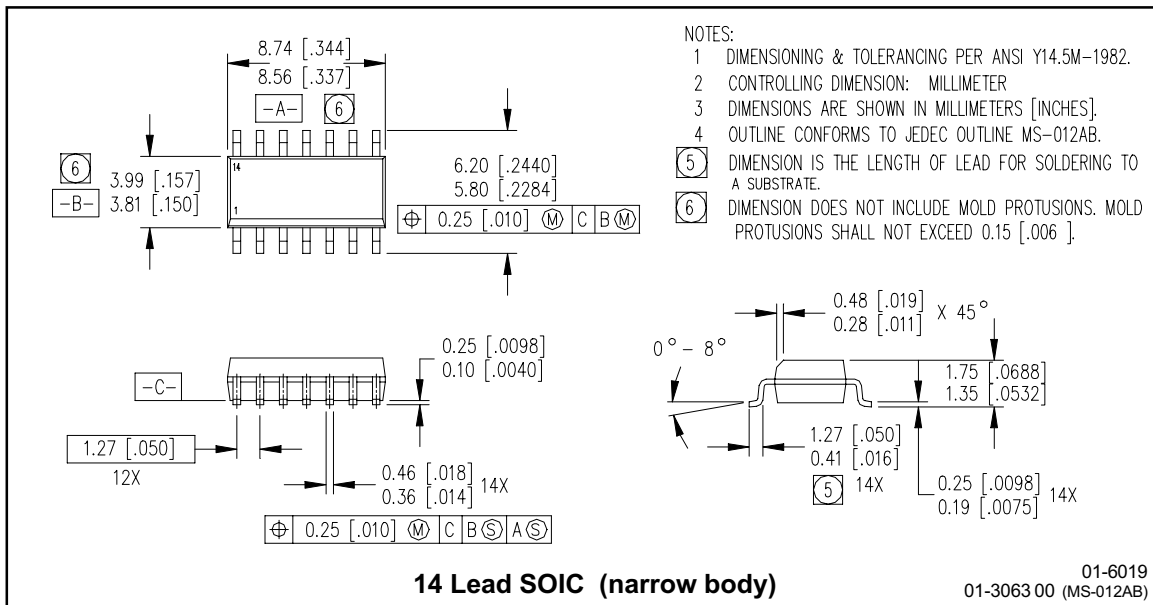 8.74 [.344]
8.56 [.337]
-A- 6
14
1
6
3.99 [.157]
-B- 3.81 [.150]
6.20 [.2440]
5.80 [.2284]
⌖ 0.25 [.010] Ⓜ C B Ⓜ
NOTES:
1 DIMENSIONING & TOLERANCING PER ANSI Y14.5M-1982.
2 CONTROLLING DIMENSION: MILLIMETER
3 DIMENSIONS ARE SHOWN IN MILLIMETERS [INCHES].
4 OUTLINE CONFORMS TO JEDEC OUTLINE MS-012AB.
5 DIMENSION IS THE LENGTH OF LEAD FOR SOLDERING TO
A SUBSTRATE.
6 DIMENSION DOES NOT INCLUDE MOLD PROTUSIONS. MOLD
PROTUSIONS SHALL NOT EXCEED 0.15 [.006 ].
-C-
0.25 [.0098]
0.10 [.0040]
1.27 [.050]
12X
0.46 [.018]
0.36 [.014] 14X
⌖ 0.25 [.010] Ⓜ C B Ⓢ A Ⓢ
0.48 [.019]
0.28 [.011] X 45°
0°-8°
1.75 [.0688]
1.35 [.0532]
1.27 [.050]
0.41 [.016]
5 14X
0.25 [.0098]
0.19 [.0075] 14X
14 Lead SOIC (narrow body)
01-6019
01-3063 00 (MS-012AB)